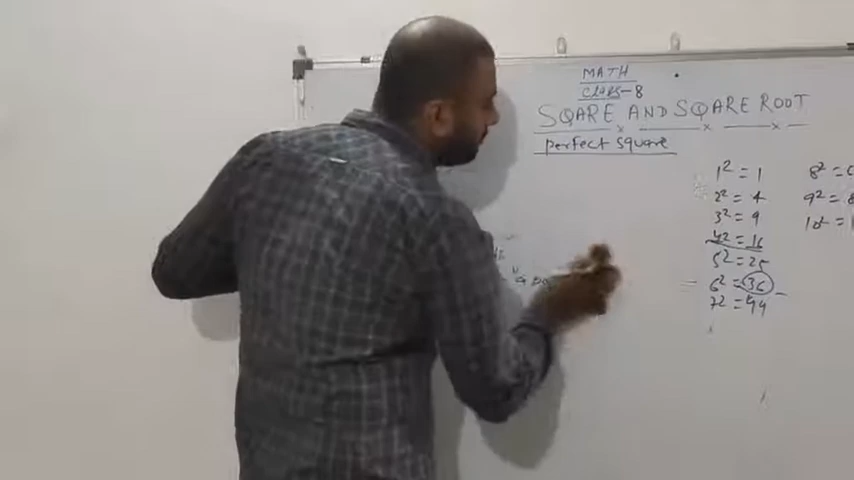 MATH
CLASS-8
SQARE AND SQARE ROOT
perfect square
1² = 1
2² = 4
3² = 9
4² = 16
5² = 25
6² = 36
7² = 49
8² =
9² = 8
10² = 1